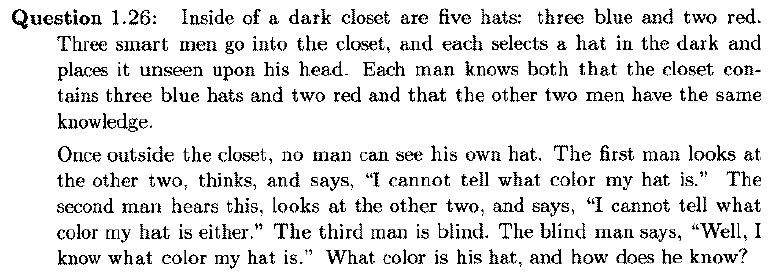 Question 1.26: Inside of a dark closet are five hats: three blue and two red.
Three smart men go into the closet, and each selects a hat in the dark and
places it unseen upon his head. Each man knows both that the closet con-
tains three blue hats and two red and that the other two men have the same
knowledge.
Once outside the closet, no man can see his own hat. The first man looks at
the other two, thinks, and says, “I cannot tell what color my hat is.” The
second man hears this, looks at the other two, and says, “I cannot tell what
color my hat is either.” The third man is blind. The blind man says, “Well, I
know what color my hat is.” What color is his hat, and how does he know?